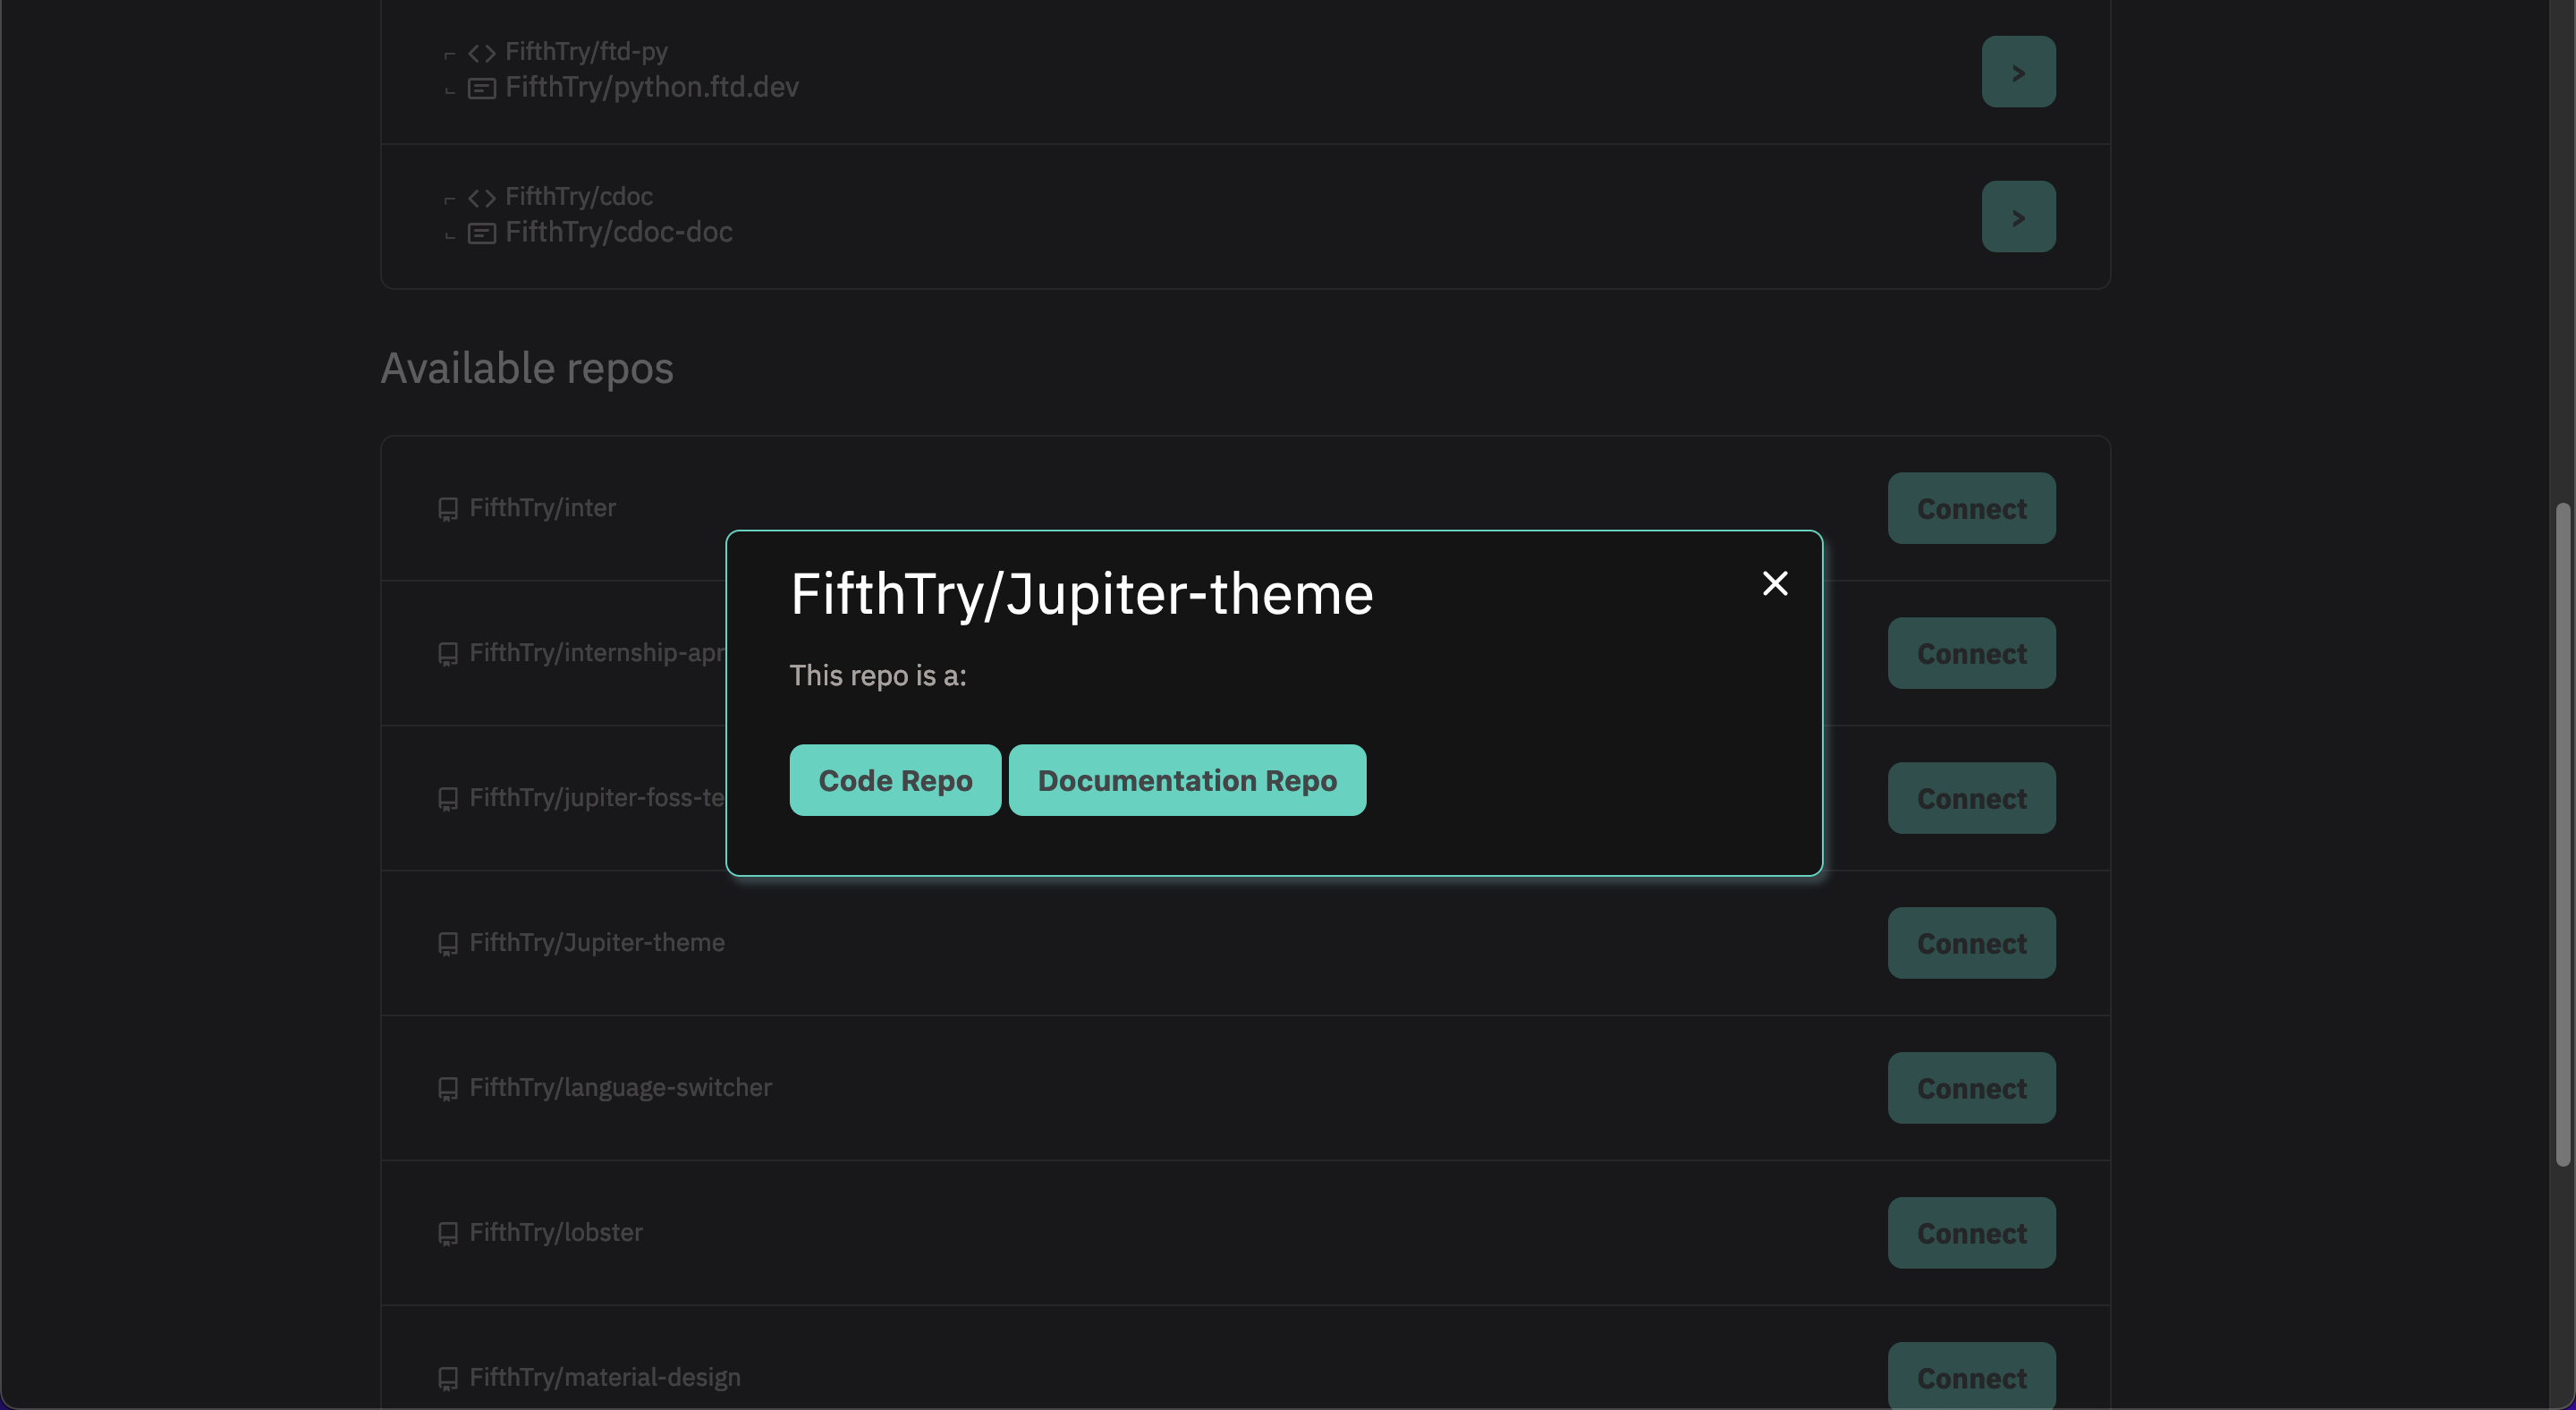 FifthTry/ftd-py
FifthTry/python.ftd.dev
>
FifthTry/cdoc
FifthTry/cdoc-doc
>
Available repos
FifthTry/inter
Connect
FifthTry/internship-apr
Connect
FifthTry/jupiter-foss-te
Connect
FifthTry/Jupiter-theme
This repo is a:
Code Repo
Documentation Repo
FifthTry/Jupiter-theme
Connect
FifthTry/language-switcher
Connect
FifthTry/lobster
Connect
FifthTry/material-design
Connect